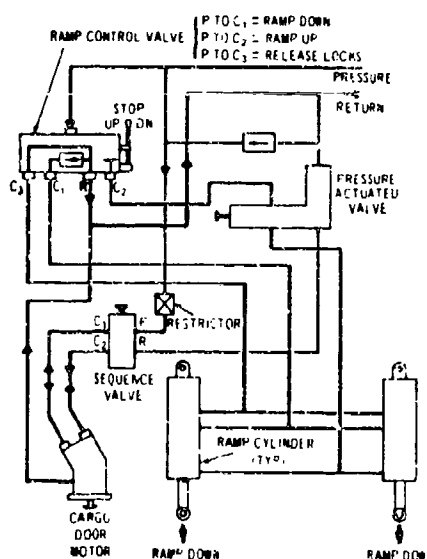 P TO C1 = RAMP DOWN
P TO C2 = RAMP UP
P TO C3 = RELEASE LOCKS
RAMP CONTROL VALVE
PRESSURE
RETURN
STOP
UP
C3
C1
R
C2
PRESSURE
ACTUATED
VALVE
C1
P
C2
R
RESTRICTOR
SEQUENCE
VALVE
RAMP CYLINDER
(TYP)
CARGO
DOOR
MOTOR
RAMP DOWN
RAMP DOWN